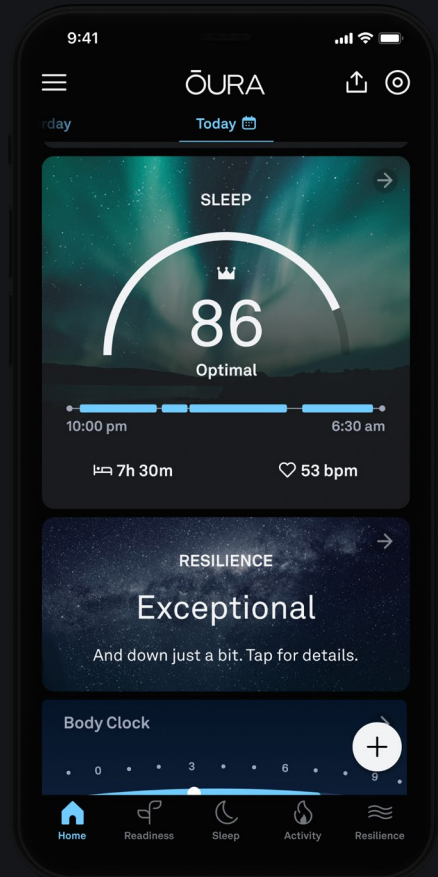 9:41
ŌURA
rday
Today
SLEEP
86
Optimal
10:00 pm 6:30 am
7h 30m 53 bpm
RESILIENCE
Exceptional
And down just a bit. Tap for details.
Body Clock
0 3 6 9
Home Readiness Sleep Activity Resilience